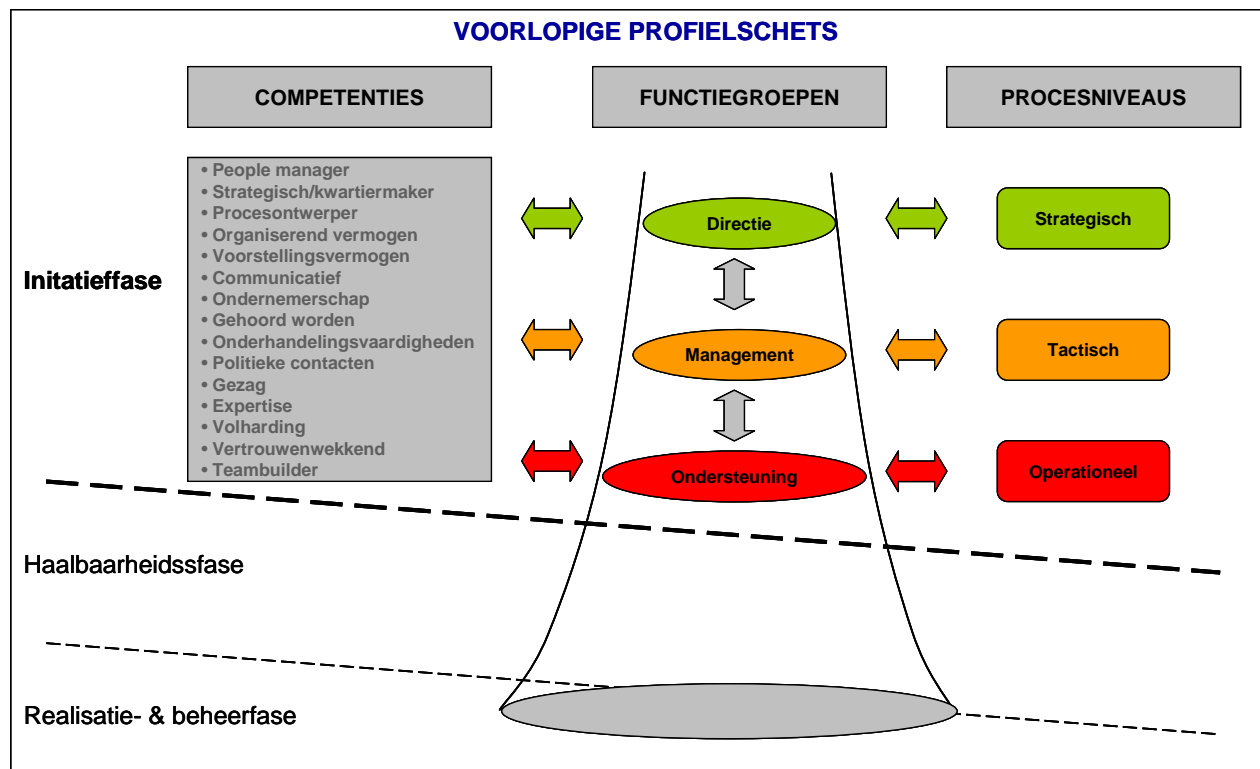 VOORLOPIGE PROFIELSCHETS
COMPETENTIES
FUNCTIEGROEPEN
PROCESNIVEAUS
• People manager
• Strategisch/kwartiermaker
• Procesontwerper
• Organiserend vermogen
• Voorstellingsvermogen
• Communicatief
• Ondernemerschap
• Gehoord worden
• Onderhandelingsvaardigheden
• Politieke contacten
• Gezag
• Expertise
• Volharding
• Vertrouwenwekkend
• Teambuilder
Directie
Strategisch
Initatieffase
Management
Tactisch
Ondersteuning
Operationeel
Haalbaarheidssfase
Realisatie- & beheerfase